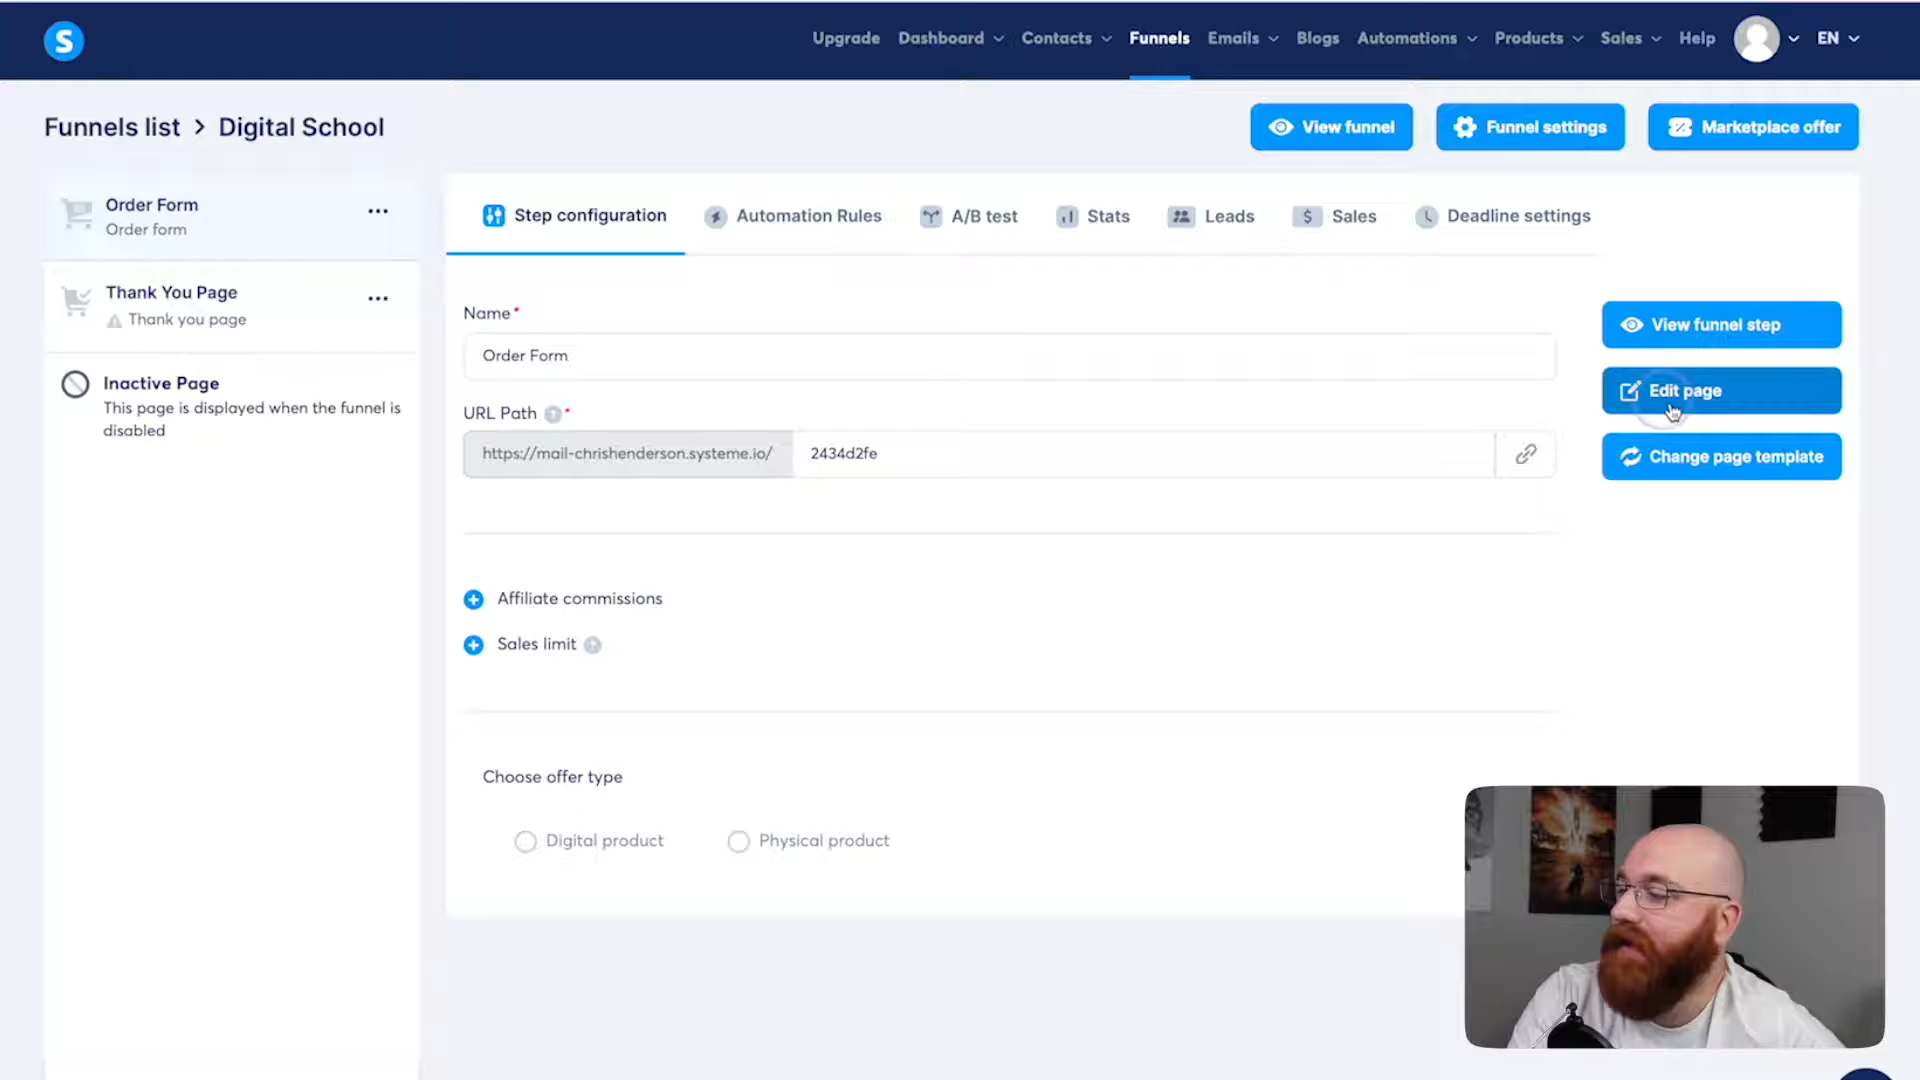 S
Upgrade Dashboard Contacts Funnels Emails Blogs Automations Products Sales Help EN
Funnels list > Digital School
View funnel
Funnel settings
Marketplace offer
Order Form
Order form
Thank You Page
Thank you page
Inactive Page
This page is displayed when the funnel is
disabled
Step configuration
Automation Rules
A/B test
Stats
Leads
$ Sales
Deadline settings
Name*
Order Form
URL Path ?*
https://mail-chrishenderson.systeme.io/ 2434d2fe
View funnel step
Edit page
Change page template
Affiliate commissions
Sales limit ?
Choose offer type
Digital product
Physical product